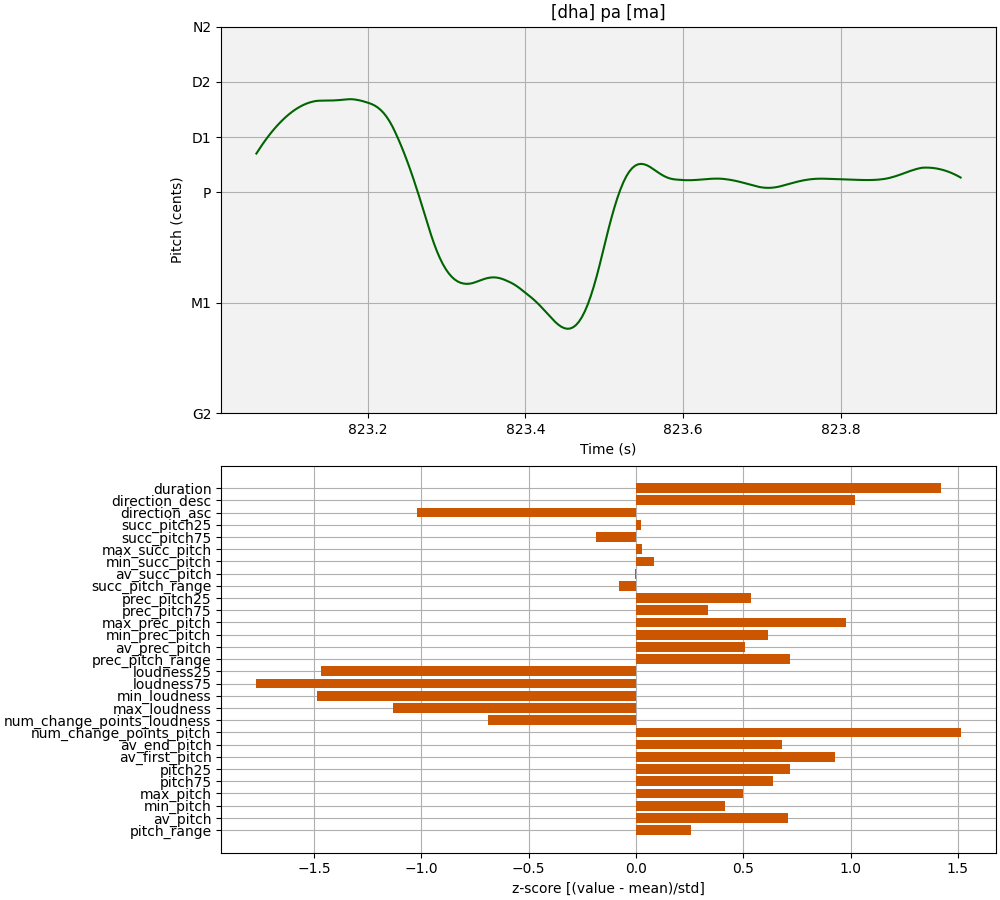 [dha] pa [ma]
N2
D2
D1
P
M1
G2
Pitch (cents)
823.2 823.4 823.6 823.8
Time (s)
duration
direction_desc
direction_asc
succ_pitch25
succ_pitch75
max_succ_pitch
min_succ_pitch
av_succ_pitch
succ_pitch_range
prec_pitch25
prec_pitch75
max_prec_pitch
min_prec_pitch
av_prec_pitch
prec_pitch_range
loudness25
loudness75
min_loudness
max_loudness
num_change_points_loudness
num_change_points_pitch
av_end_pitch
av_first_pitch
pitch25
pitch75
max_pitch
min_pitch
av_pitch
pitch_range
−1.5 −1.0 −0.5 0.0 0.5 1.0 1.5
z-score [(value - mean)/std]